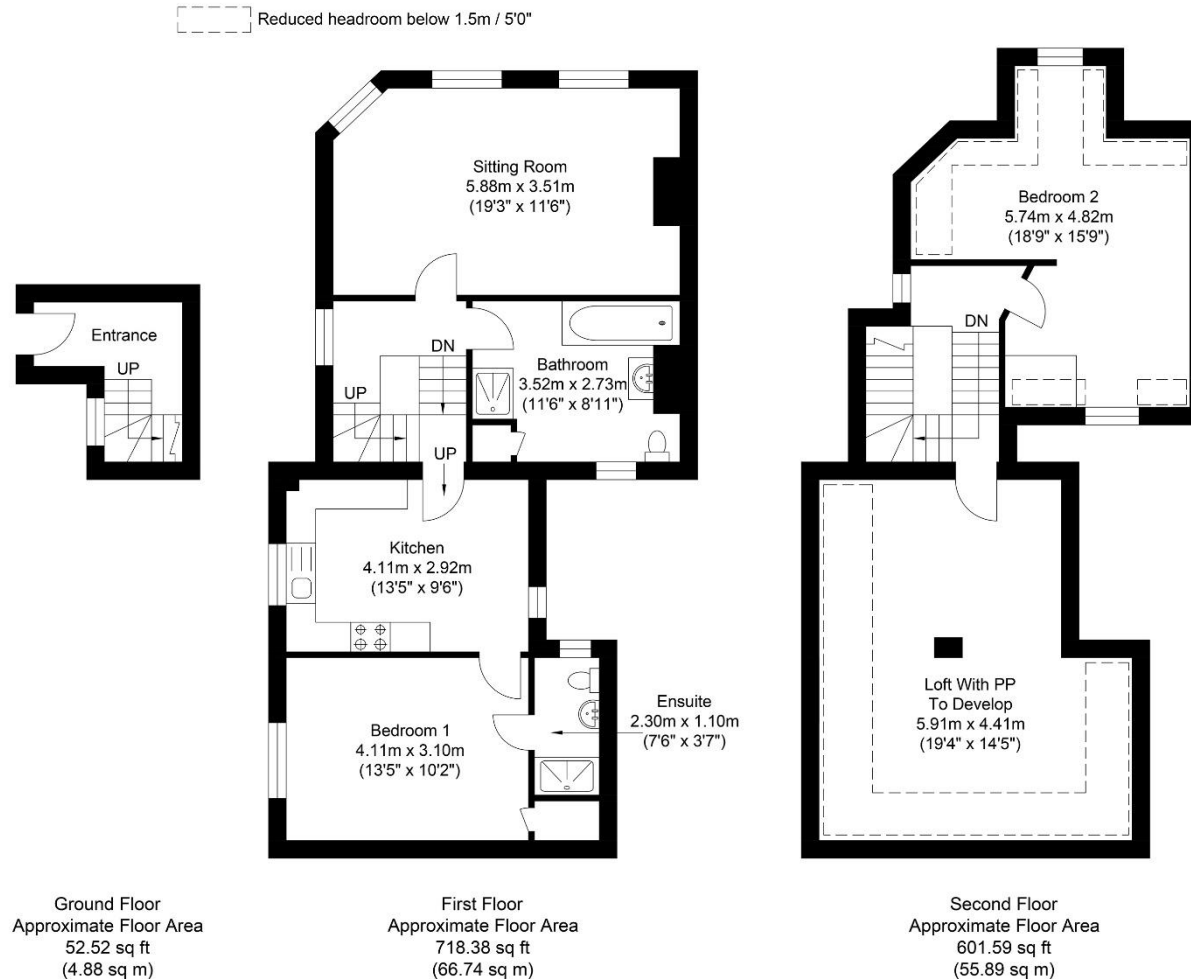 Reduced headroom below 1.5m / 5'0"
Sitting Room
5.88m x 3.51m
(19'3" x 11'6")
Bedroom 2
5.74m x 4.82m
(18'9" x 15'9")
Entrance
UP
DN
UP
UP
Bathroom
3.52m x 2.73m
(11'6" x 8'11")
DN
Kitchen
4.11m x 2.92m
(13'5" x 9'6")
Bedroom 1
4.11m x 3.10m
(13'5" x 10'2")
Ensuite
2.30m x 1.10m
(7'6" x 3'7")
Loft With PP
To Develop
5.91m x 4.41m
(19'4" x 14'5")
Ground Floor
Approximate Floor Area
52.52 sq ft
(4.88 sq m)
First Floor
Approximate Floor Area
718.38 sq ft
(66.74 sq m)
Second Floor
Approximate Floor Area
601.59 sq ft
(55.89 sq m)